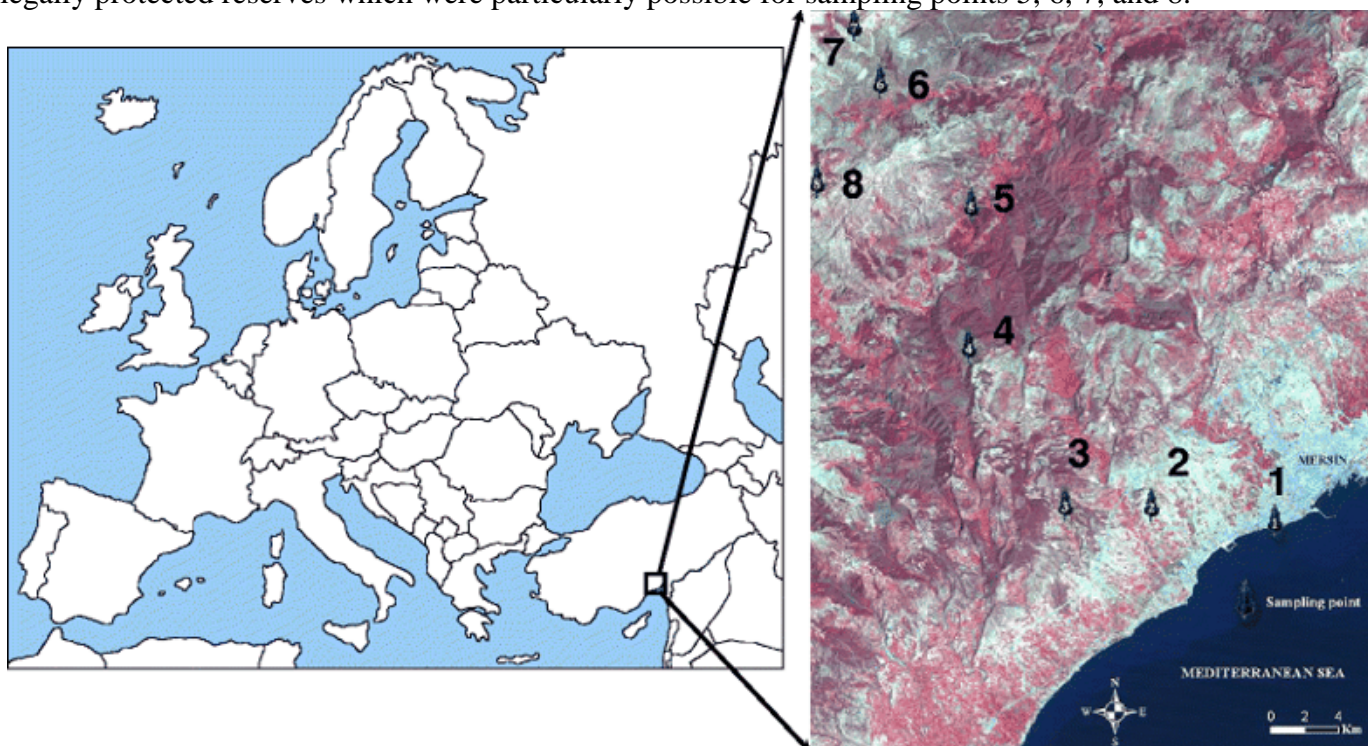 legally protected reserves which were particularly possible for sampling points 5, 6, 7, and 8.
7
6
8
5
4
3
2
1
MERSIN
Sampling point
MEDITERRANEAN SEA
N
W E
S
0 2 4
Km